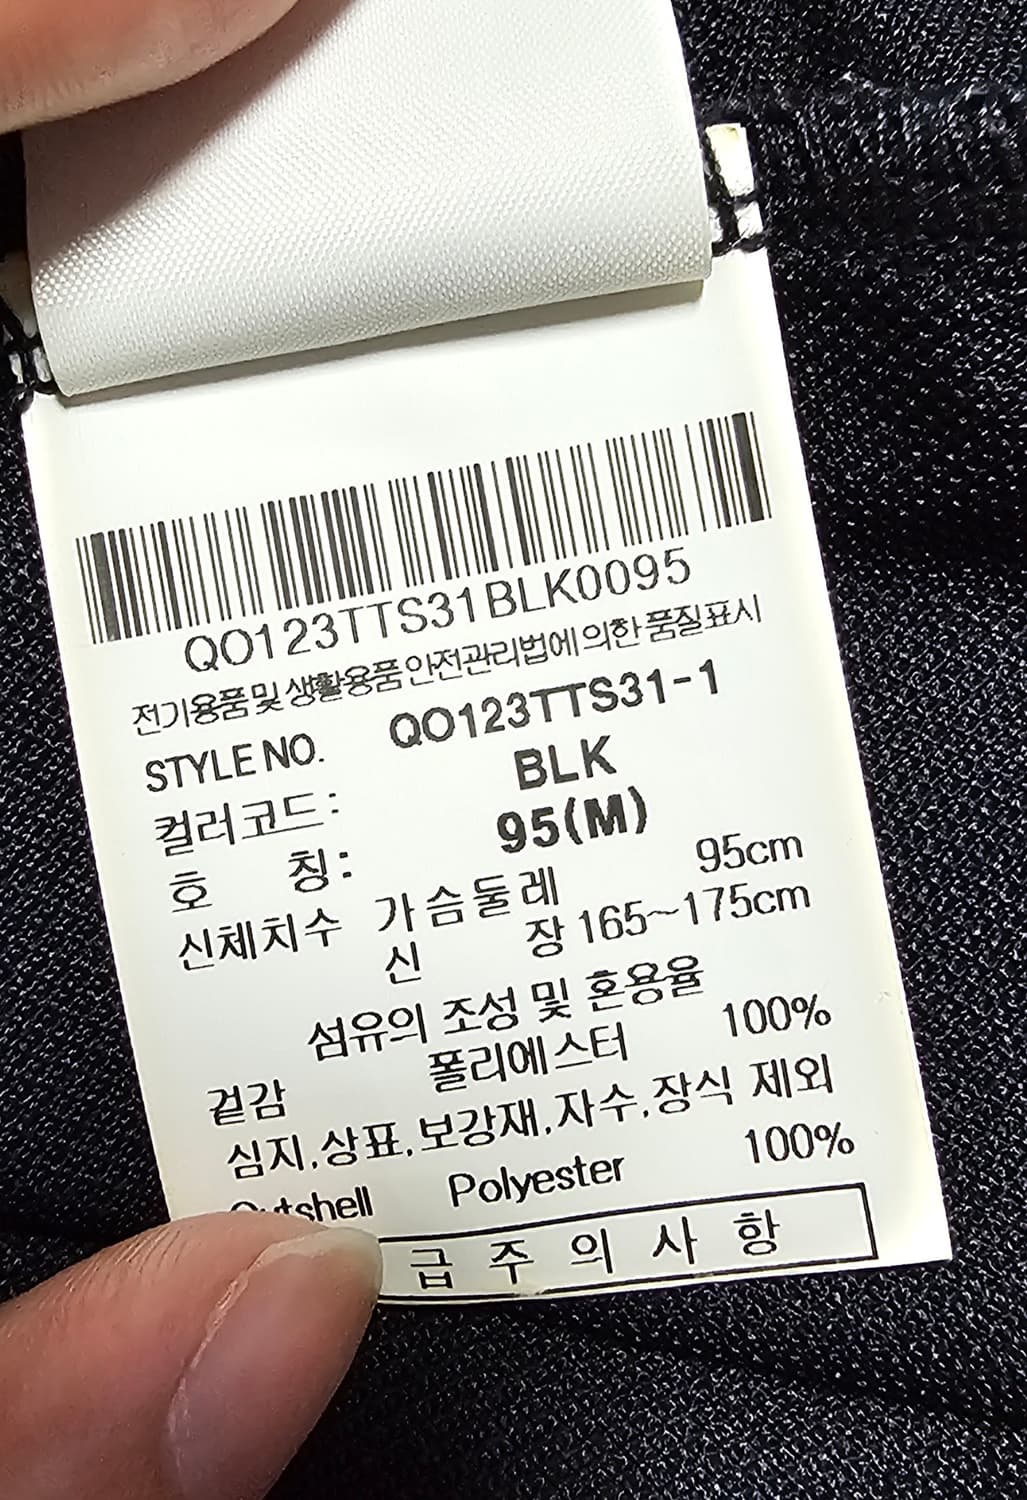 QO123TTS31BLK0095
전기용품 및 생활용품 안전관리법에 의한 품질표시
STYLE NO. QO123TTS31-1
컬러코드: BLK
호 칭: 95(M)
신체치수 가슴둘레 95cm
신 장 165~175cm
섬유의 조성 및 혼용율
겉감 폴리에스터 100%
심지,상표,보강재,자수,장식 제외
Outshell Polyester 100%
급 주 의 사 항